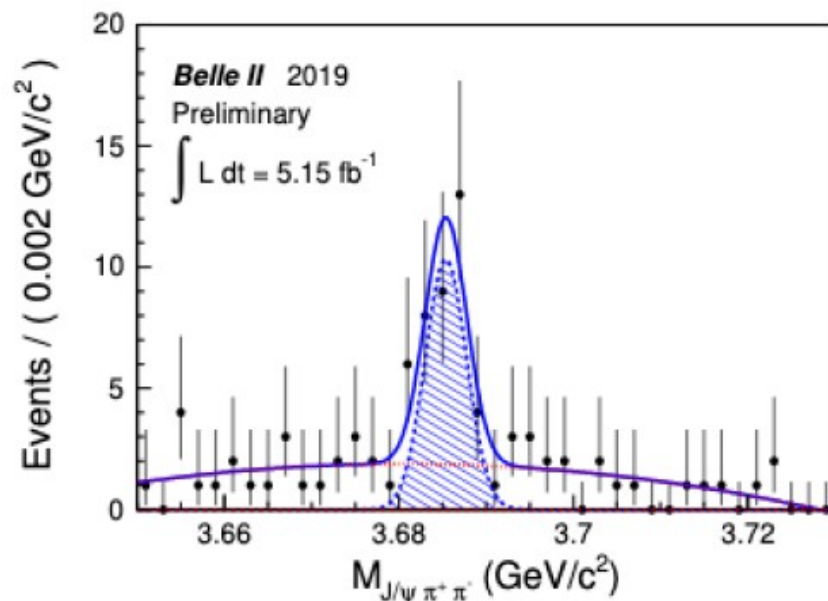 20
Belle II 2019
Preliminary
∫ L dt = 5.15 fb⁻¹
15
10
5
0
Events / ( 0.002 GeV/c² )
3.66 3.68 3.7 3.72
M_{J/ψ π⁺ π⁻} (GeV/c²)